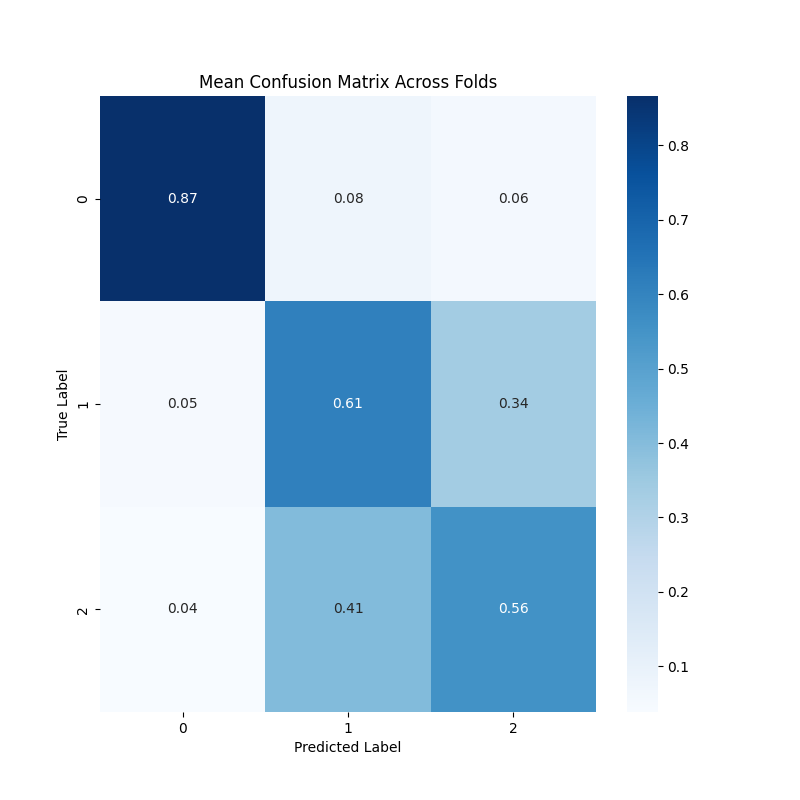 Mean Confusion Matrix Across Folds
0 0.87 0.08 0.06
1 0.05 0.61 0.34
2 0.04 0.41 0.56
0 1 2
Predicted Label
True Label
0.8
0.7
0.6
0.5
0.4
0.3
0.2
0.1